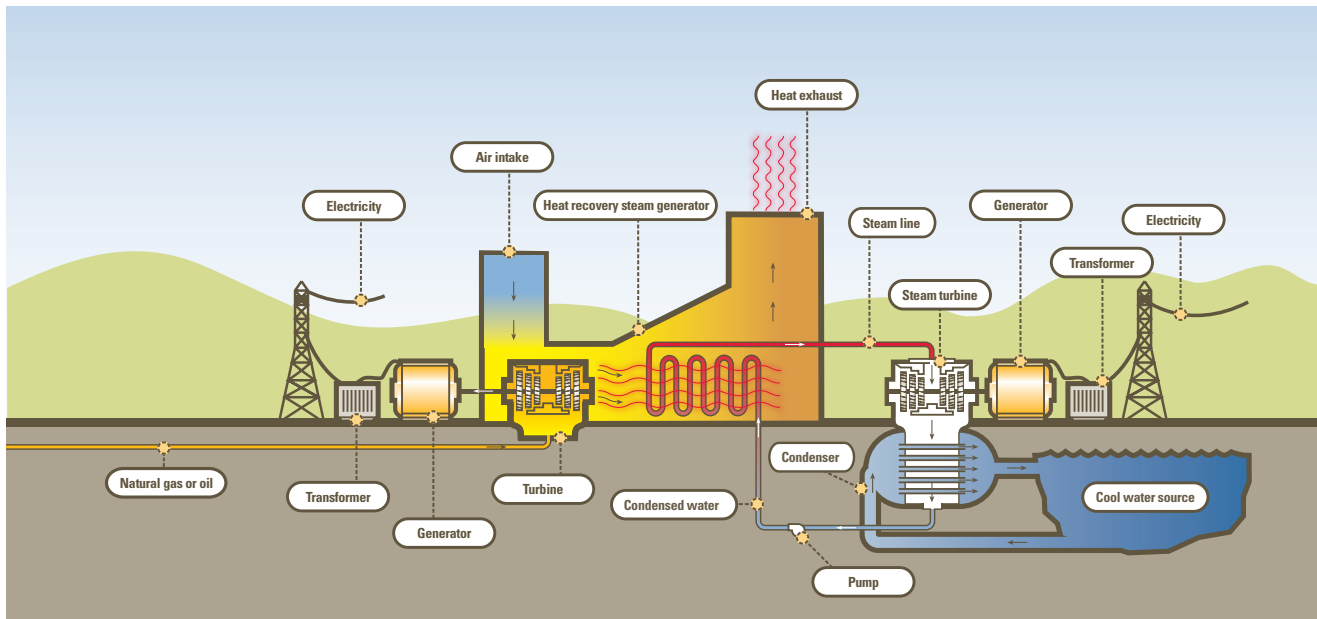 Heat exhaust
Air intake
Electricity
Heat recovery steam generator
Steam line
Generator
Electricity
Transformer
Steam turbine
Natural gas or oil
Transformer
Generator
Turbine
Condensed water
Condenser
Cool water source
Pump